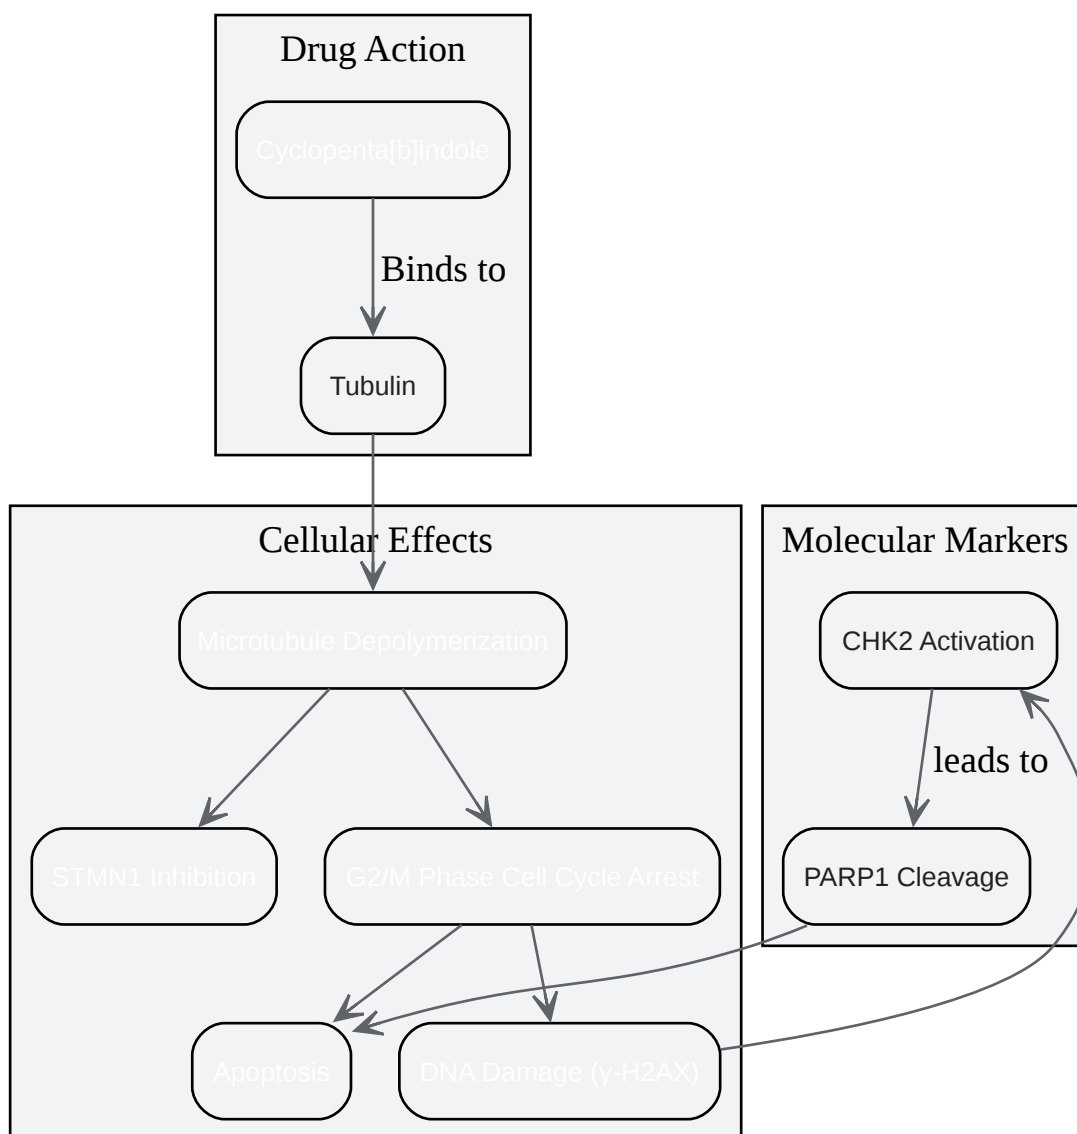 Drug Action
Cyclopenta[b]indole
Binds to
Tubulin
Cellular Effects
Molecular Markers
Microtubule Depolymerization
CHK2 Activation
leads to
STMN1 Inhibition
G2/M Phase Cell Cycle Arrest
PARP1 Cleavage
Apoptosis
DNA Damage (γ-H2AX)